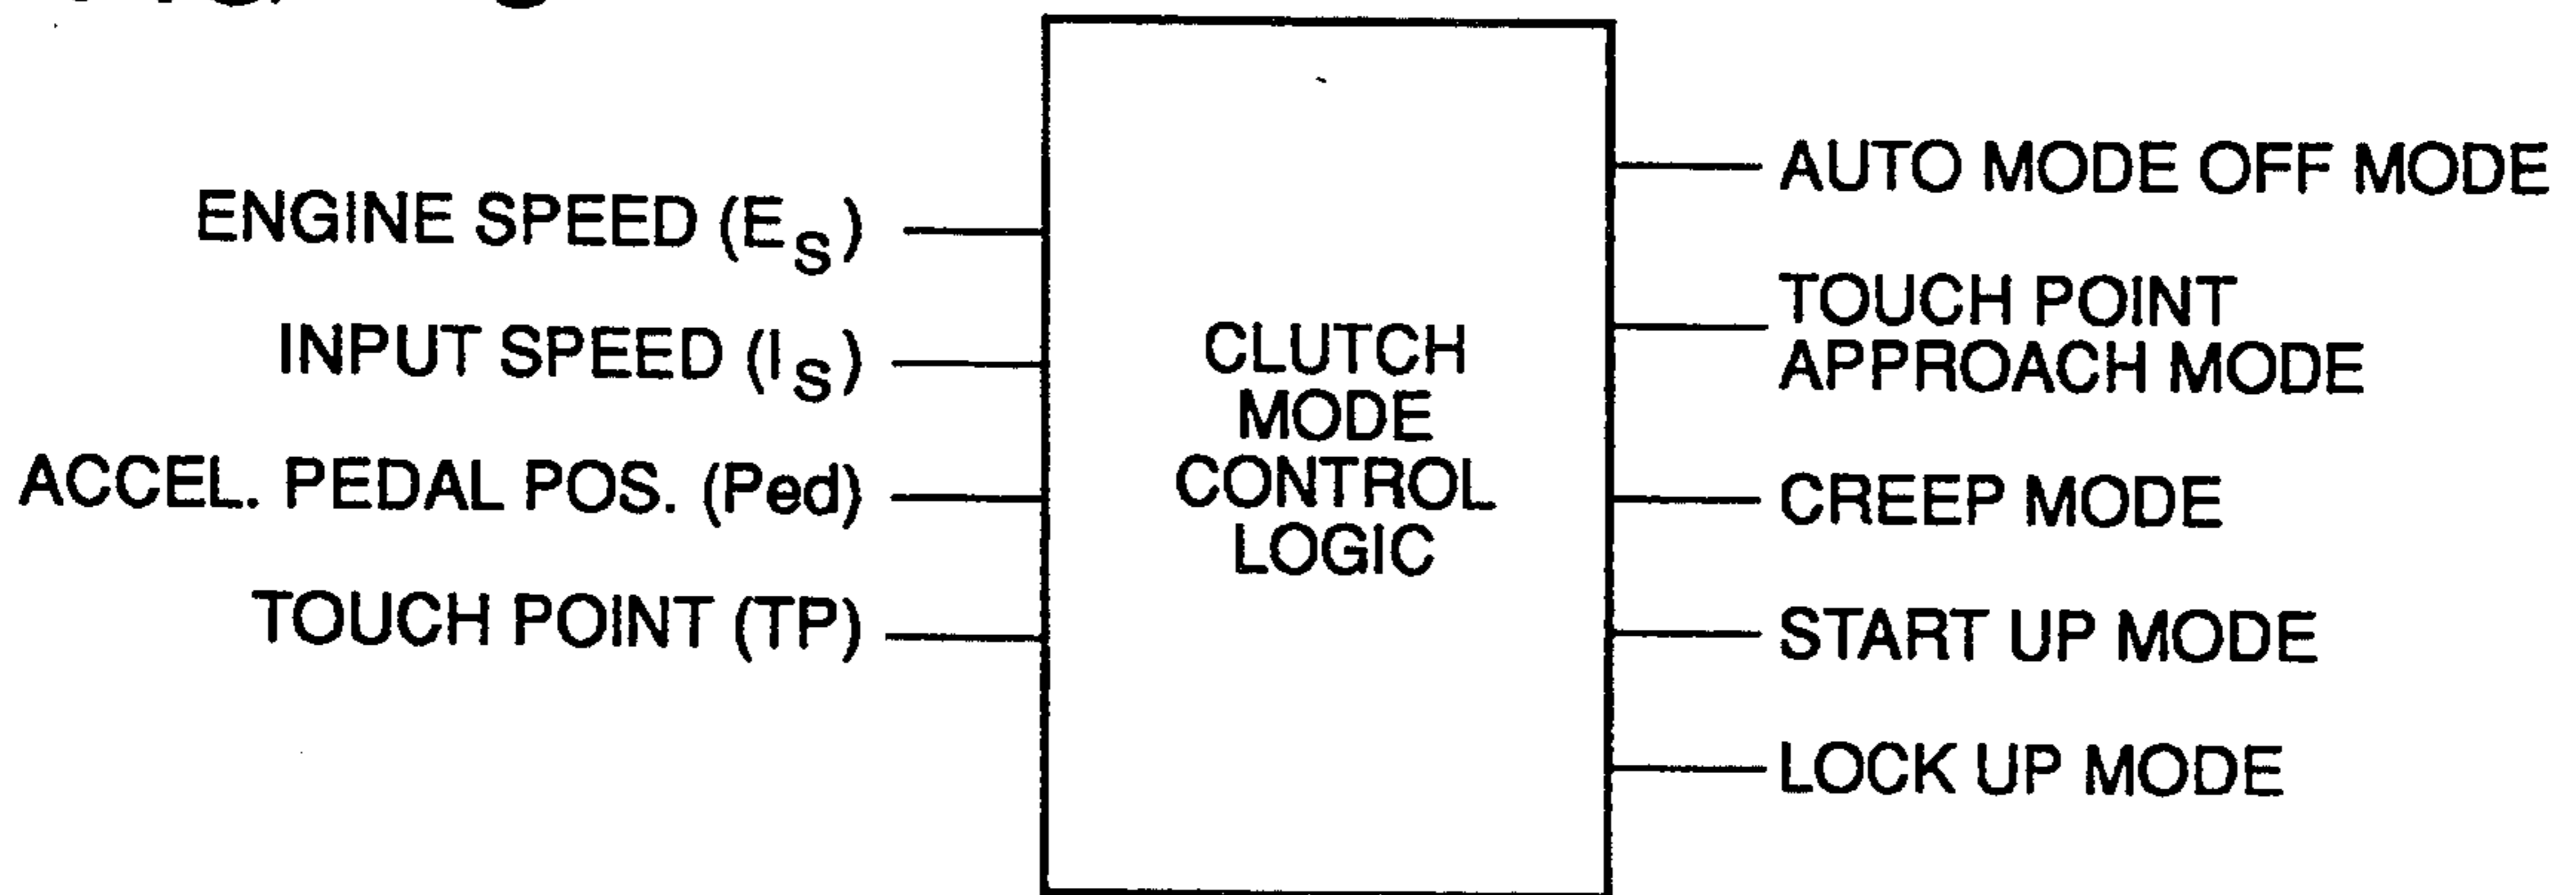 ENGINE SPEED (ES)
INPUT SPEED (IS)
ACCEL. PEDAL POS. (Ped)
TOUCH POINT (TP)
CLUTCH
MODE
CONTROL
LOGIC
AUTO MODE OFF MODE
TOUCH POINT
APPROACH MODE
CREEP MODE
START UP MODE
LOCK UP MODE